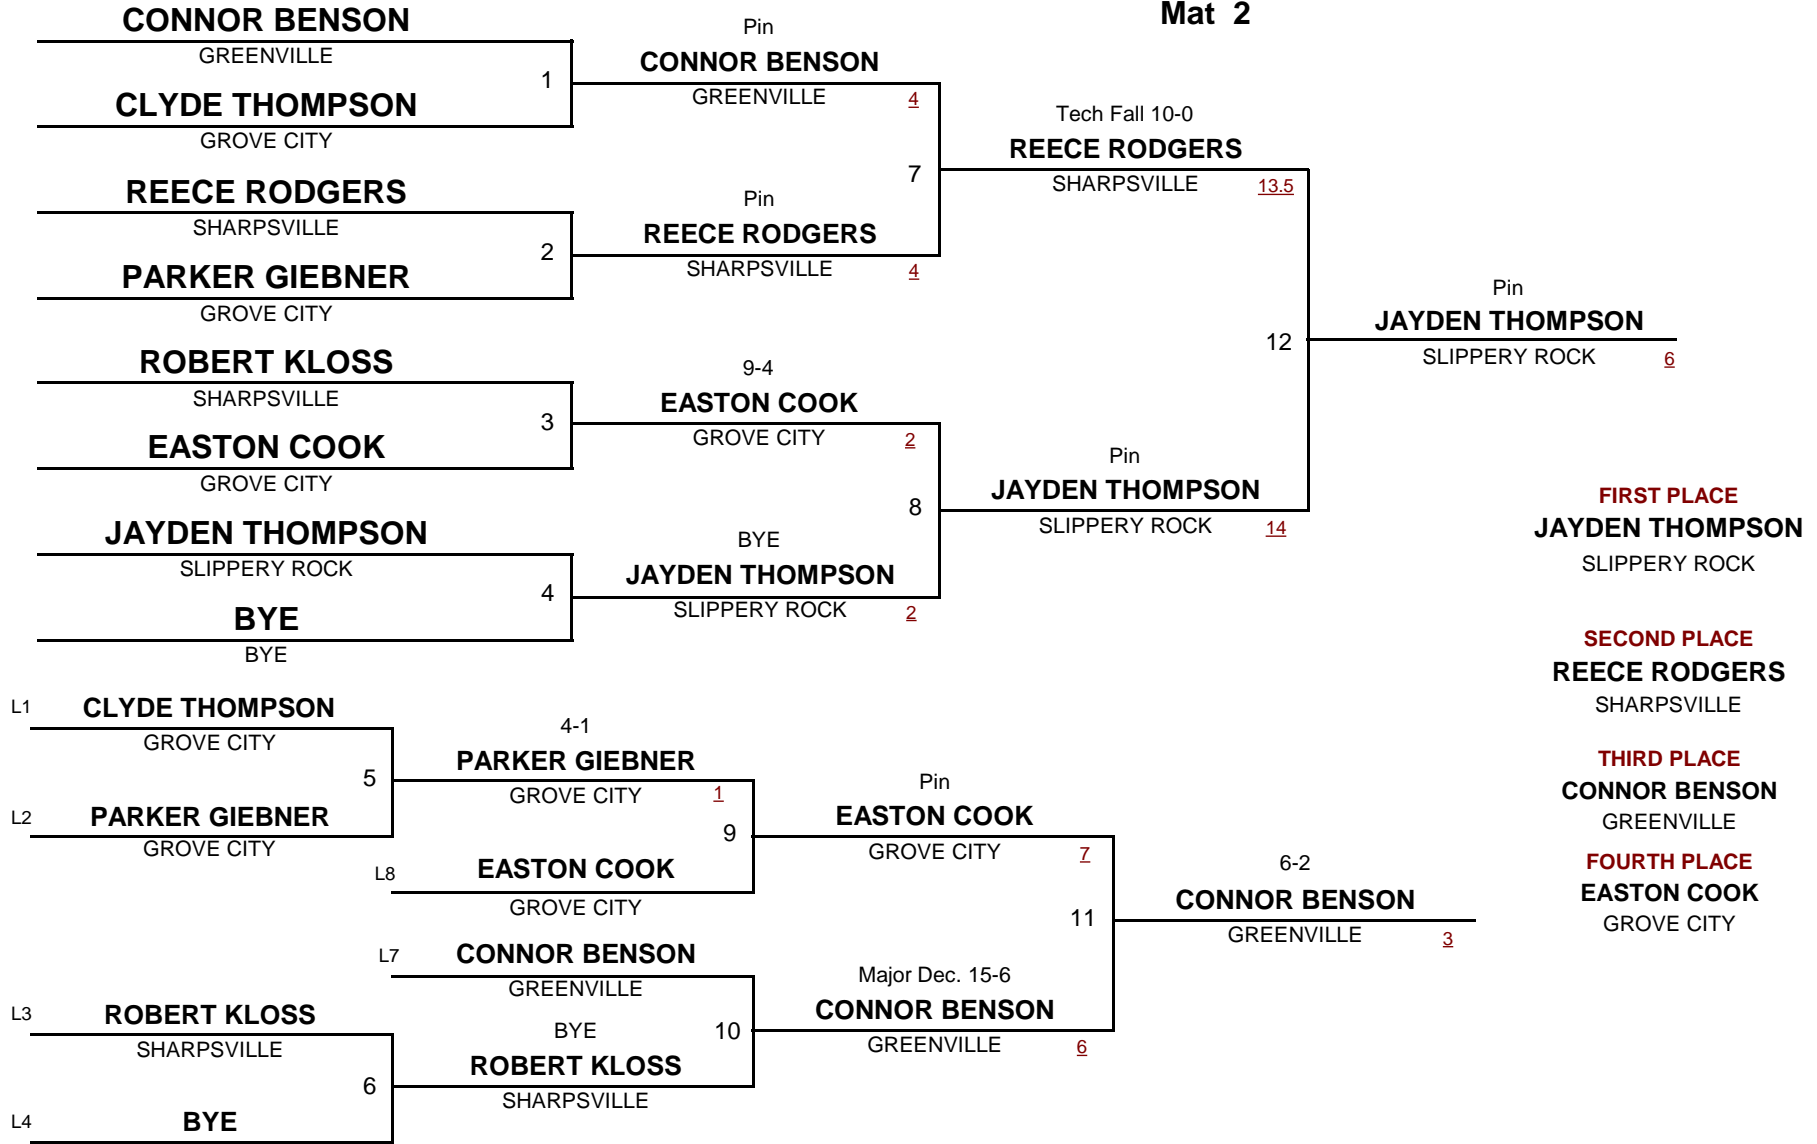 Mat 2
CONNOR BENSON
GREENVILLE
1
CLYDE THOMPSON
GROVE CITY
REECE RODGERS
SHARPSVILLE
2
PARKER GIEBNER
GROVE CITY
ROBERT KLOSS
SHARPSVILLE
3
EASTON COOK
GROVE CITY
JAYDEN THOMPSON
SLIPPERY ROCK
4
BYE
BYE
Pin
CONNOR BENSON
GREENVILLE 4
7
Pin
REECE RODGERS
SHARPSVILLE 4
9-4
EASTON COOK
GROVE CITY 2
8
BYE
JAYDEN THOMPSON
SLIPPERY ROCK 2
Tech Fall 10-0
REECE RODGERS
SHARPSVILLE 13.5
12
Pin
JAYDEN THOMPSON
SLIPPERY ROCK 14
Pin
JAYDEN THOMPSON
SLIPPERY ROCK 6
L1 CLYDE THOMPSON
GROVE CITY
5
L2 PARKER GIEBNER
GROVE CITY
L3 ROBERT KLOSS
SHARPSVILLE
6
L4 BYE
4-1
PARKER GIEBNER
GROVE CITY 1
9
L8 EASTON COOK
GROVE CITY
L7 CONNOR BENSON
GREENVILLE
10
BYE
ROBERT KLOSS
SHARPSVILLE
Pin
EASTON COOK
GROVE CITY 7
11
Major Dec. 15-6
CONNOR BENSON
GREENVILLE 6
6-2
CONNOR BENSON
GREENVILLE 3
FIRST PLACE
JAYDEN THOMPSON
SLIPPERY ROCK
SECOND PLACE
REECE RODGERS
SHARPSVILLE
THIRD PLACE
CONNOR BENSON
GREENVILLE
FOURTH PLACE
EASTON COOK
GROVE CITY